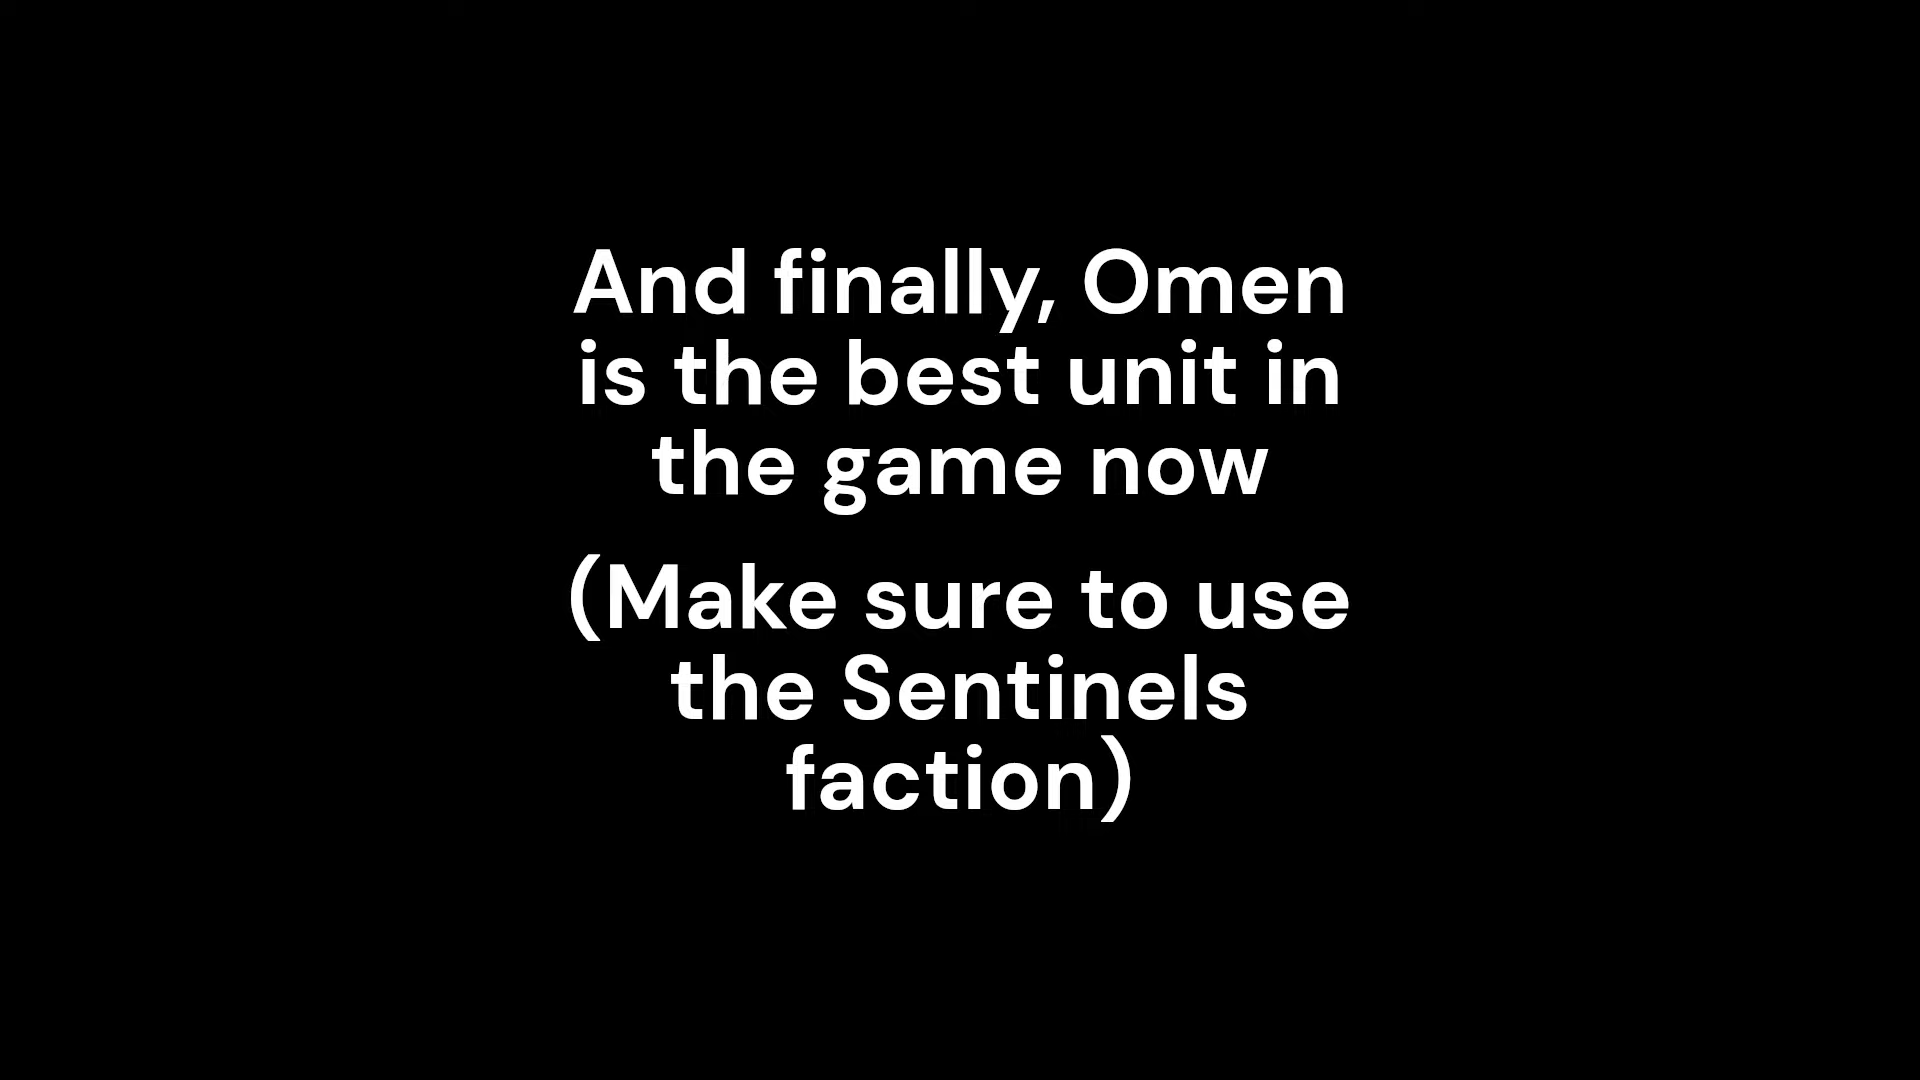 And finally, Omen
is the best unit in
the game now
(Make sure to use
the Sentinels
faction)